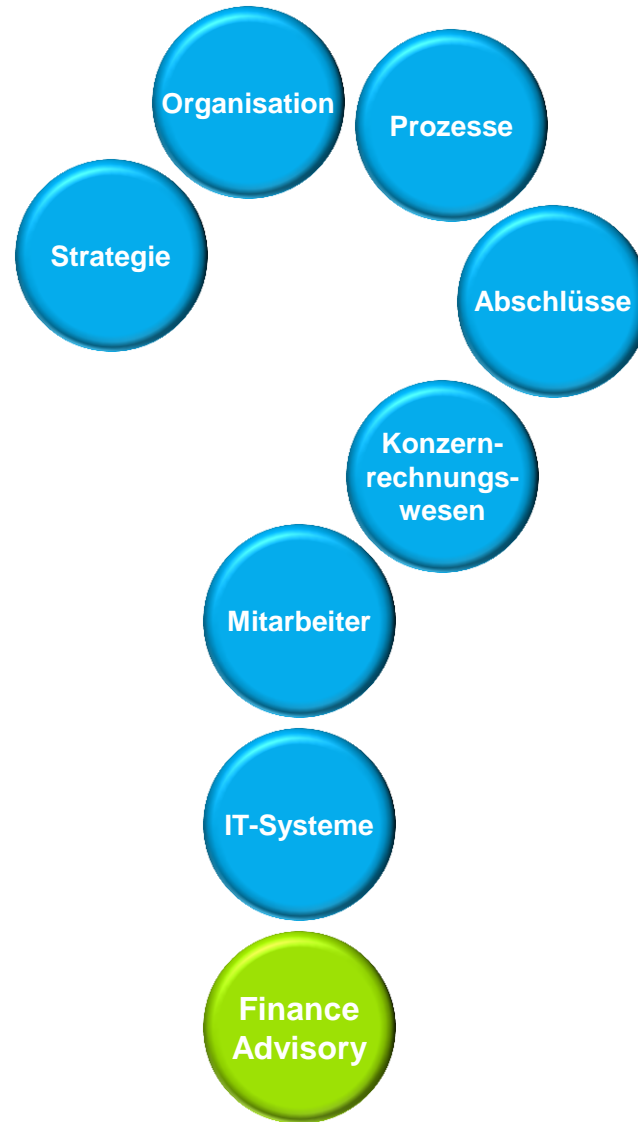 Organisation
Prozesse
Strategie
Abschlüsse
Konzern-
rechnungs-
wesen
Mitarbeiter
IT-Systeme
Finance
Advisory